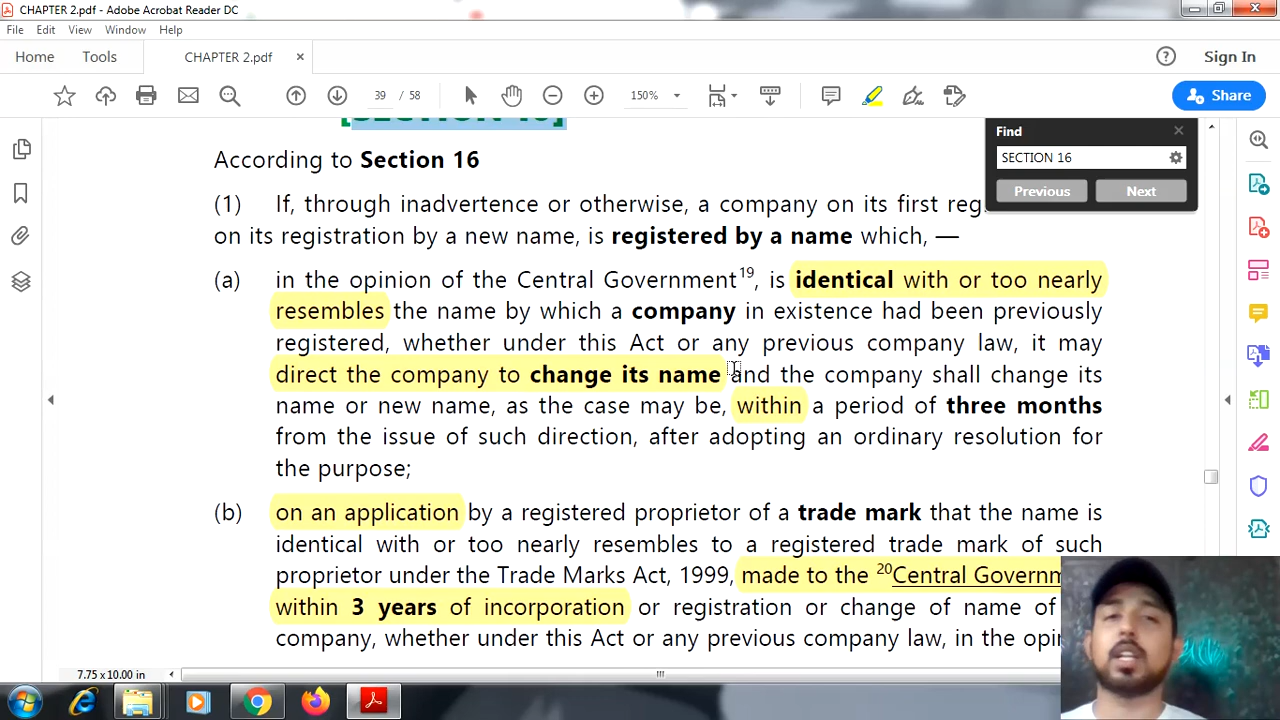 CHAPTER 2.pdf - Adobe Acrobat Reader DC
File Edit View Window Help
Home Tools CHAPTER 2.pdf × ? Sign In
39 / 58 150% Share
[SECTION 16]
Find
SECTION 16
Previous Next
According to Section 16
(1) If, through inadvertence or otherwise, a company on its first reg
on its registration by a new name, is registered by a name which, —
(a) in the opinion of the Central Government19, is identical with or too nearly
resembles the name by which a company in existence had been previously
registered, whether under this Act or any previous company law, it may
direct the company to change its name and the company shall change its
name or new name, as the case may be, within a period of three months
from the issue of such direction, after adopting an ordinary resolution for
the purpose;
(b) on an application by a registered proprietor of a trade mark that the name is
identical with or too nearly resembles to a registered trade mark of such
proprietor under the Trade Marks Act, 1999, made to the 20Central Governm
within 3 years of incorporation or registration or change of name of
company, whether under this Act or any previous company law, in the opin
7.75 x 10.00 in